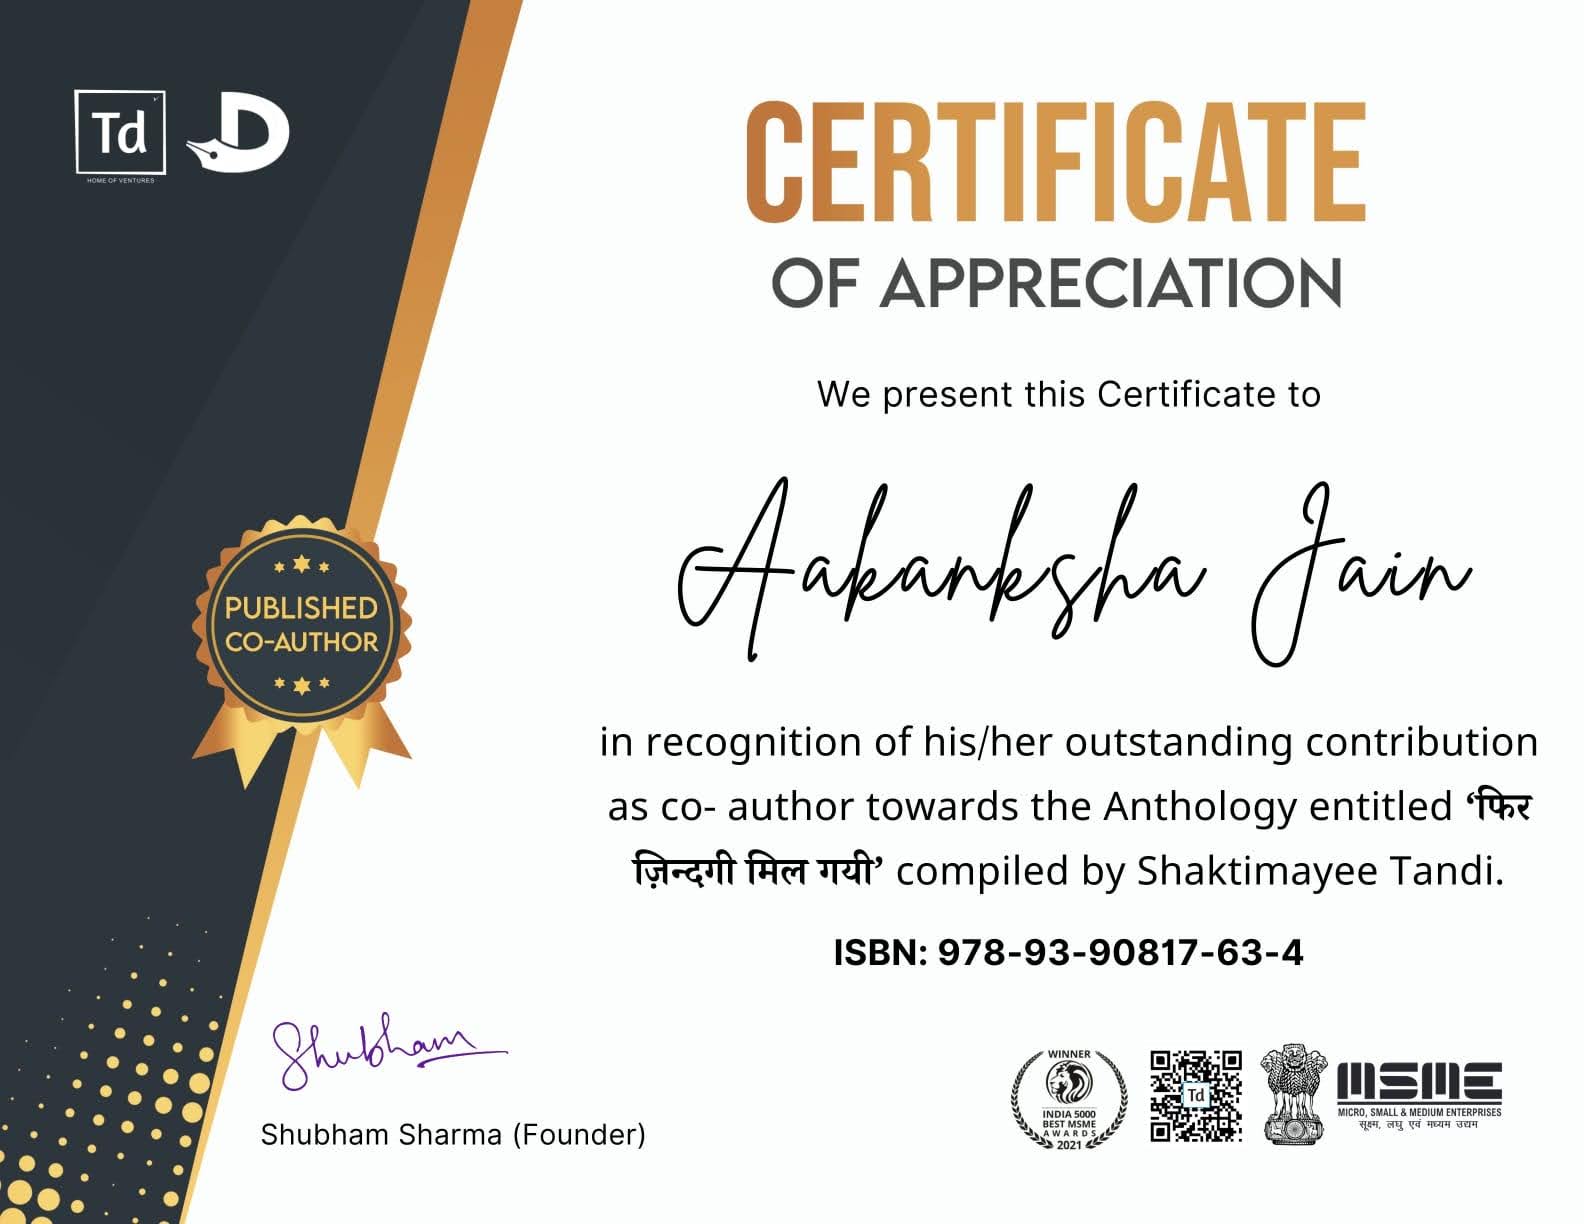 Td
HOME OF VENTURES
D
CERTIFICATE
OF APPRECIATION
We present this Certificate to
Aakanksha Jain
PUBLISHED
CO-AUTHOR
in recognition of his/her outstanding contribution
as co- author towards the Anthology entitled ‘फिर
ज़िन्दगी मिल गयी’ compiled by Shaktimayee Tandi.
ISBN: 978-93-90817-63-4
Shubham
Shubham Sharma (Founder)
WINNER
INDIA 5000
BEST MSME
AWARDS
2021
Td
MSME
MICRO, SMALL & MEDIUM ENTERPRISES
सूक्ष्म, लघु एवं मध्यम उद्यम